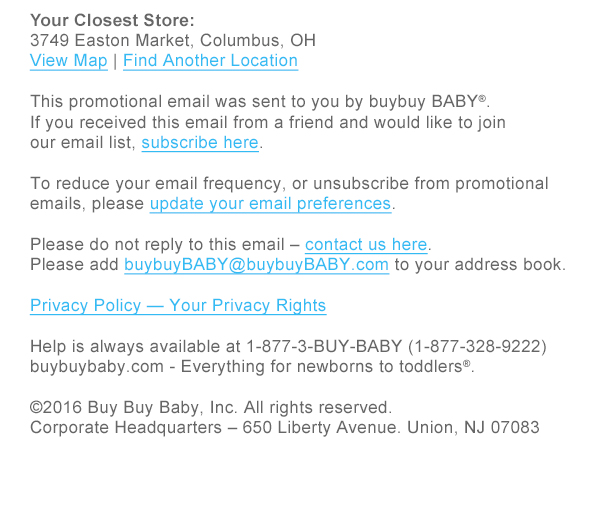 Your Closest Store:
3749 Easton Market, Columbus, OH
View Map | Find Another Location
This promotional email was sent to you by buybuy BABY®.
If you received this email from a friend and would like to join
our email list, subscribe here.
To reduce your email frequency, or unsubscribe from promotional
emails, please update your email preferences.
Please do not reply to this email – contact us here.
Please add buybuyBABY@buybuyBABY.com to your address book.
Privacy Policy — Your Privacy Rights
Help is always available at 1-877-3-BUY-BABY (1-877-328-9222)
buybuybaby.com - Everything for newborns to toddlers®.
©2016 Buy Buy Baby, Inc. All rights reserved.
Corporate Headquarters – 650 Liberty Avenue. Union, NJ 07083